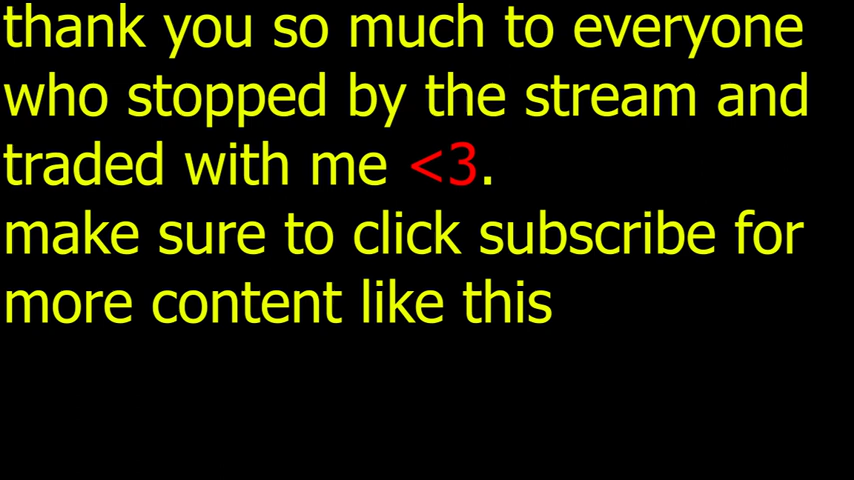 thank you so much to everyone
who stopped by the stream and
traded with me <3.
make sure to click subscribe for
more content like this